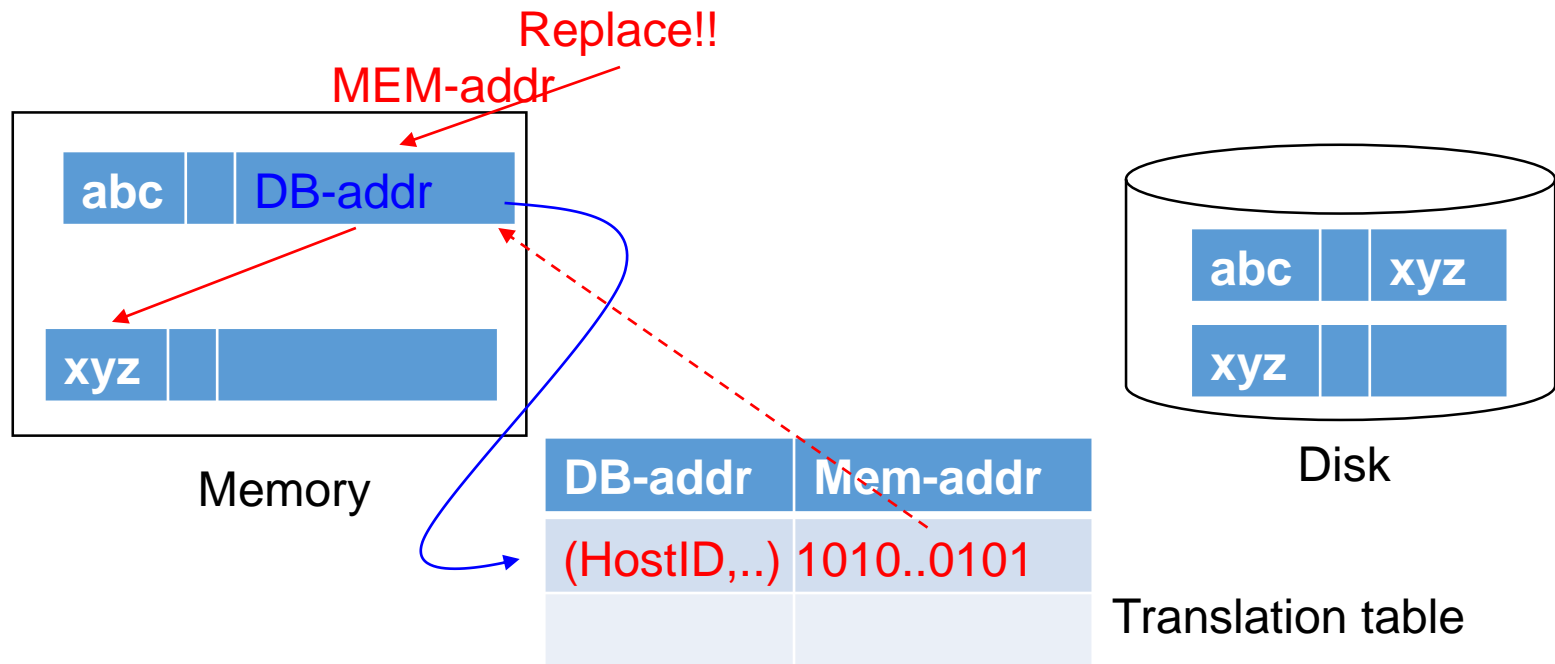 Replace!!
MEM-addr
abc DB-addr
xyz
Memory
abc xyz
xyz
Disk
DB-addr Mem-addr
(HostID,..) 1010..0101
Translation table